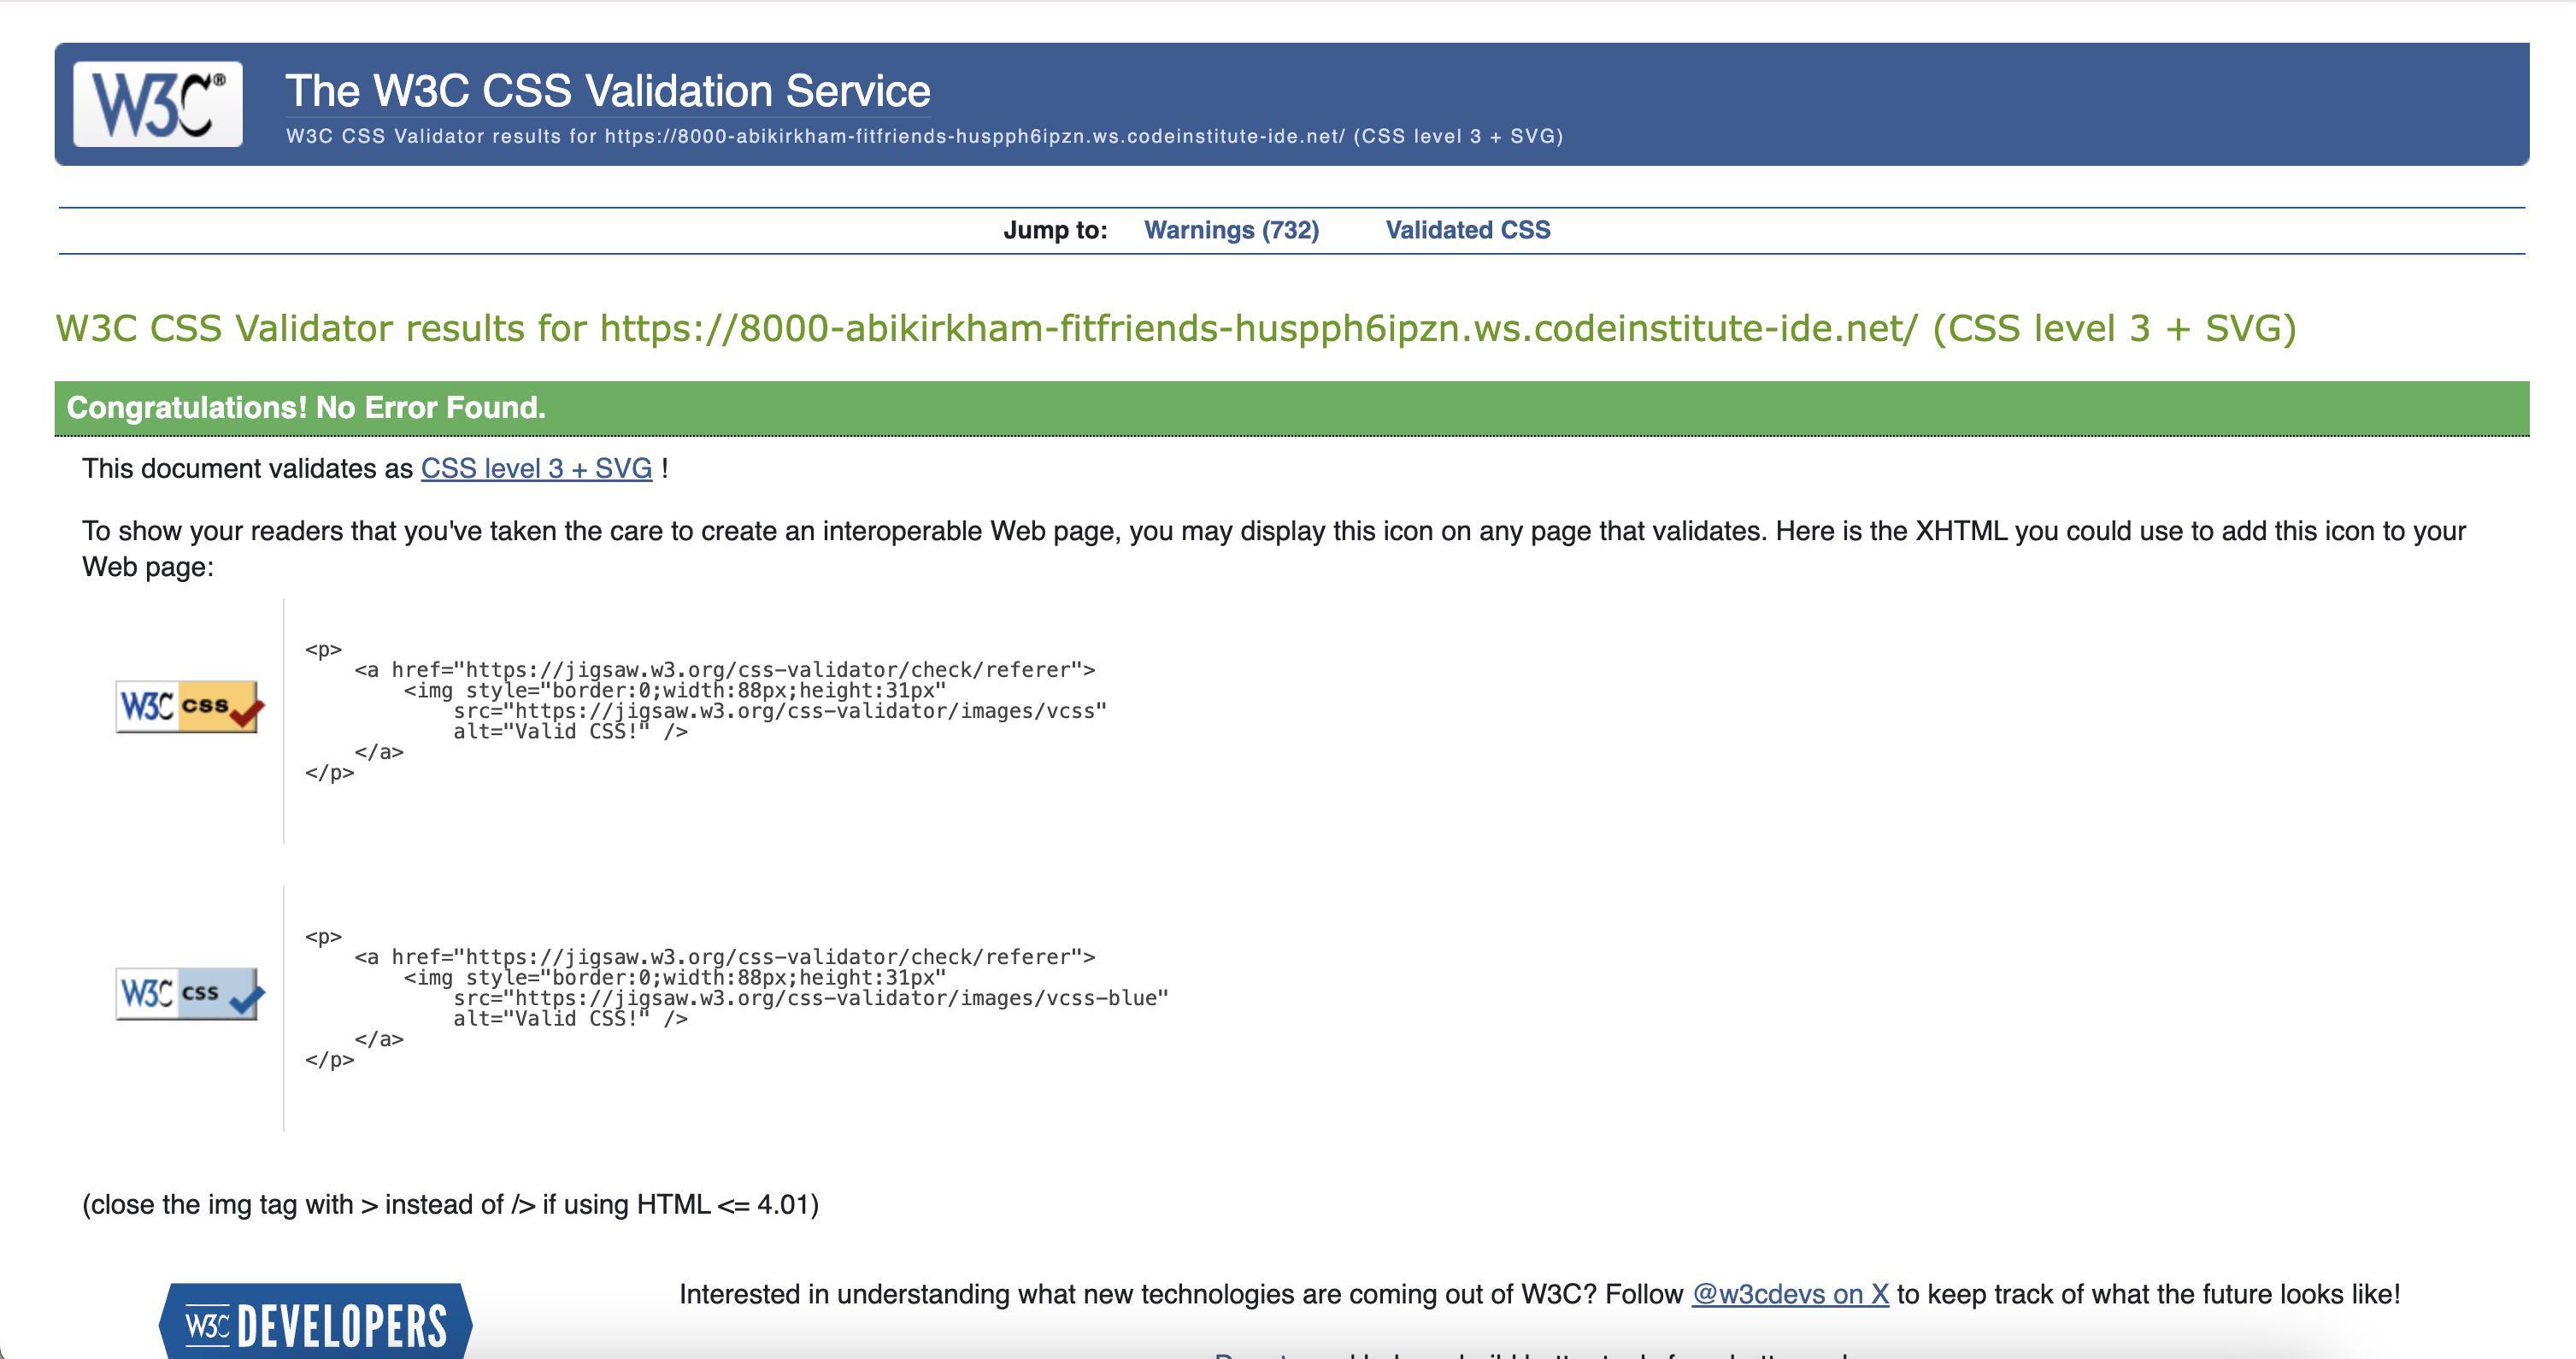 W3C®
The W3C CSS Validation Service
W3C CSS Validator results for https://8000-abikirkham-fitfriends-huspph6ipzn.ws.codeinstitute-ide.net/ (CSS level 3 + SVG)
Jump to: Warnings (732) Validated CSS
W3C CSS Validator results for https://8000-abikirkham-fitfriends-huspph6ipzn.ws.codeinstitute-ide.net/ (CSS level 3 + SVG)
Congratulations! No Error Found.
This document validates as CSS level 3 + SVG !
To show your readers that you've taken the care to create an interoperable Web page, you may display this icon on any page that validates. Here is the XHTML you could use to add this icon to your
Web page:
W3C css
<p>
<a href="https://jigsaw.w3.org/css-validator/check/referer">
<img style="border:0;width:88px;height:31px"
src="https://jigsaw.w3.org/css-validator/images/vcss"
alt="Valid CSS!" />
</a>
</p>
W3C css
<p>
<a href="https://jigsaw.w3.org/css-validator/check/referer">
<img style="border:0;width:88px;height:31px"
src="https://jigsaw.w3.org/css-validator/images/vcss-blue"
alt="Valid CSS!" />
</a>
</p>
(close the img tag with > instead of /> if using HTML <= 4.01)
W3C DEVELOPERS
Interested in understanding what new technologies are coming out of W3C? Follow @w3cdevs on X to keep track of what the future looks like!